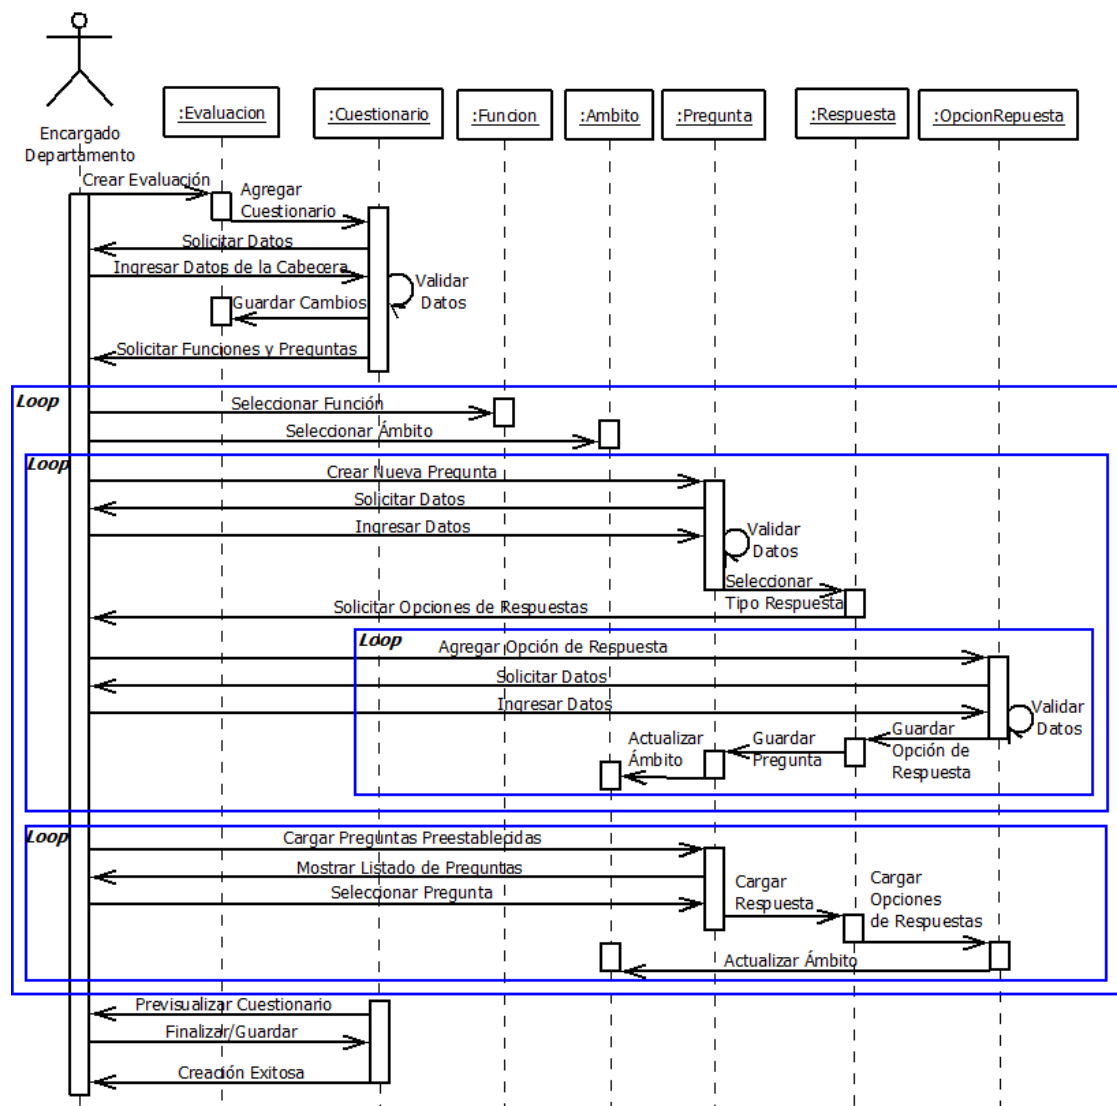 Encargado
Departamento
:Evaluacion
:Cuestionario
:Funcion
:Ambito
:Pregunta
:Respuesta
:OpcionRepuesta
Crear Evaluación
Agregar
Cuestionario
Solicitar Datos
Ingresar Datos de la Cabecera
Validar
Datos
Guardar Cambios
Solicitar Funciones y Preguntas
Loop
Seleccionar Función
Seleccionar Ámbito
Loop
Crear Nueva Pregunta
Solicitar Datos
Ingresar Datos
Validar
Datos
Seleccionar
Tipo Respuesta
Solicitar Opciones de Respuestas
Loop
Agregar Opción de Respuesta
Solicitar Datos
Ingresar Datos
Validar
Datos
Guardar
Opción de
Respuesta
Guardar
Pregunta
Actualizar
Ámbito
Loop
Cargar Preguntas Preestablecidas
Mostrar Listado de Preguntas
Seleccionar Pregunta
Cargar
Respuesta
Cargar
Opciones
de Respuestas
Actualizar Ámbito
Previsualizar Cuestionario
Finalizar/Guardar
Creación Exitosa